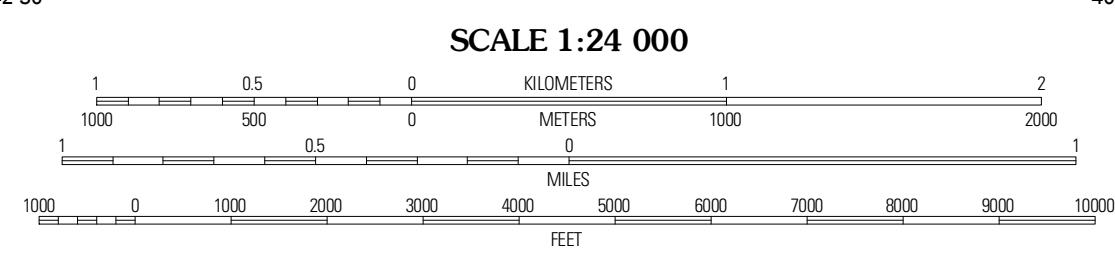 SCALE 1:24 000
1 0.5 0 KILOMETERS 1 2
1000 500 0 METERS 1000 2000
1 0.5 0 1
MILES
1000 0 1000 2000 3000 4000 5000 6000 7000 8000 9000 10000
FEET